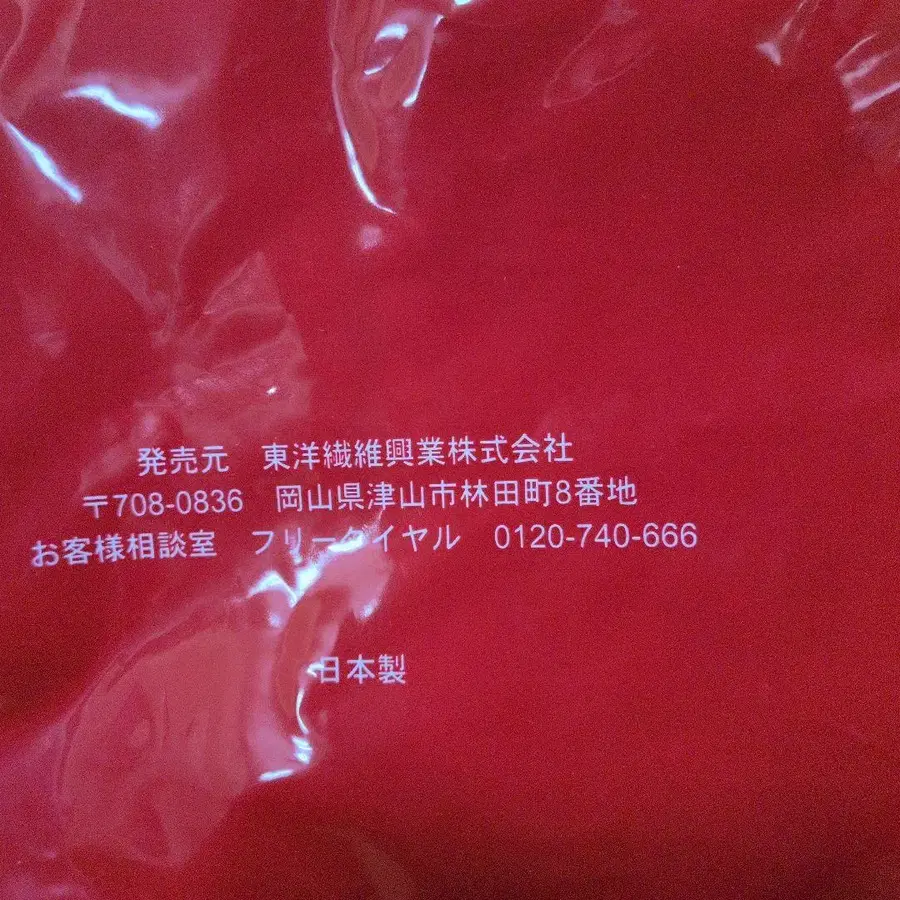 発売元　東洋繊維興業株式会社
〒708-0836　岡山県津山市林田町8番地
お客様相談室　フリーダイヤル　0120-740-666
日本製